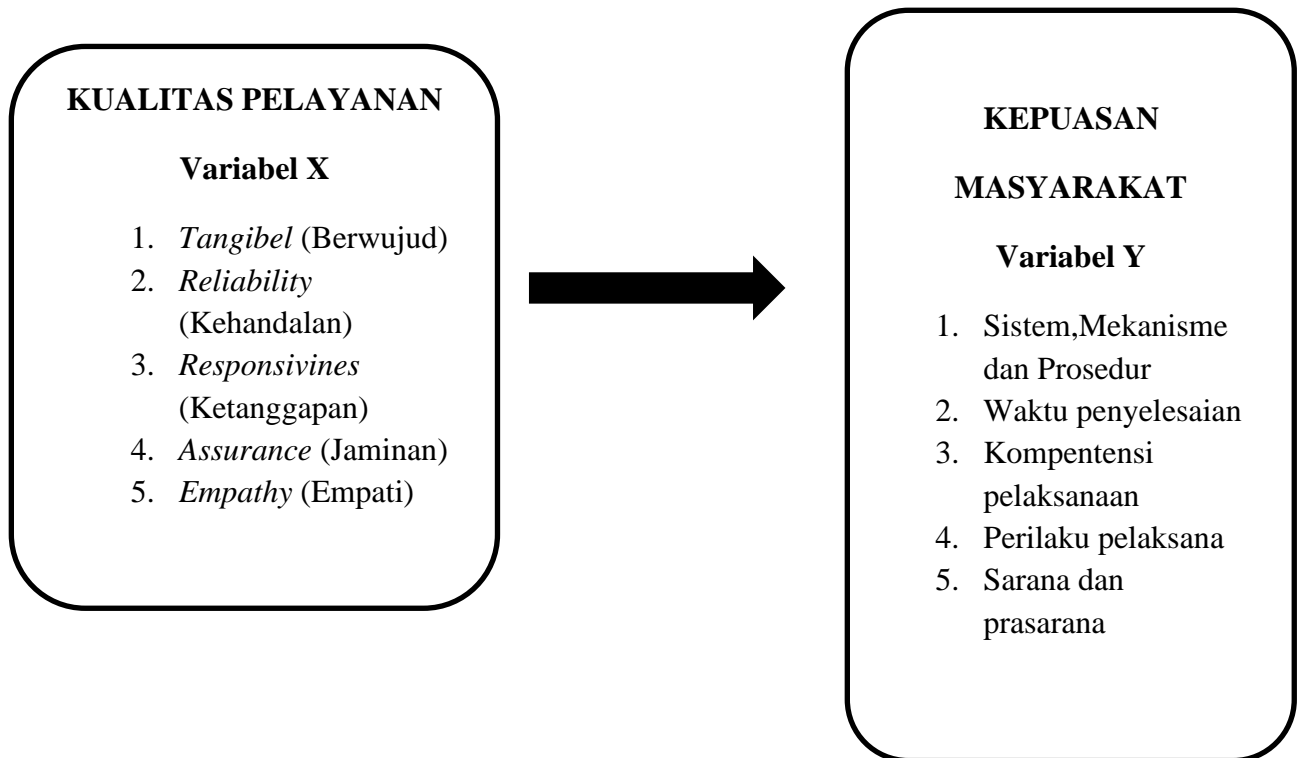 KUALITAS PELAYANAN
Variabel X
1. Tangibel (Berwujud)
2. Reliability
(Kehandalan)
3. Responsivines
(Ketanggapan)
4. Assurance (Jaminan)
5. Empathy (Empati)
KEPUASAN
MASYARAKAT
Variabel Y
1. Sistem,Mekanisme
dan Prosedur
2. Waktu penyelesaian
3. Kompentensi
pelaksanaan
4. Perilaku pelaksana
5. Sarana dan
prasarana